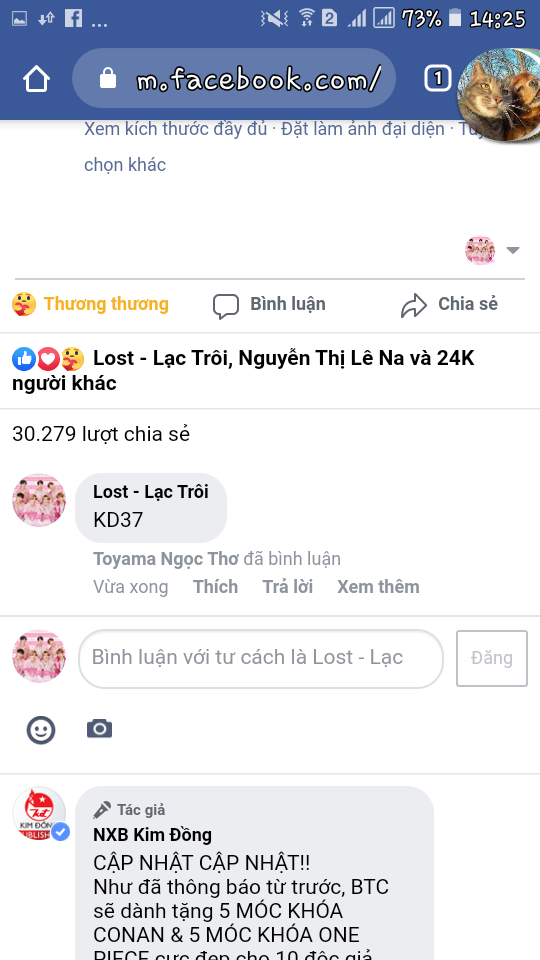 ... 2 73% 14:25
m.facebook.com/ 1
Xem kích thước đầy đủ · Đặt làm ảnh đại diện ·
chọn khác
Thương thương Bình luận Chia sẻ
Lost - Lạc Trôi, Nguyễn Thị Lê Na và 24K
người khác
30.279 lượt chia sẻ
Lost - Lạc Trôi
KD37
Toyama Ngọc Thơ đã bình luận
Vừa xong Thích Trả lời Xem thêm
Bình luận với tư cách là Lost - Lạc
Đăng
KIM ĐỒNG
Tác giả
NXB Kim Đồng
CẬP NHẬT CẬP NHẬT!!
Như đã thông báo từ trước, BTC
sẽ dành tặng 5 MÓC KHÓA
CONAN & 5 MÓC KHÓA ONE
PIECE cực đẹp cho 10 độc giả